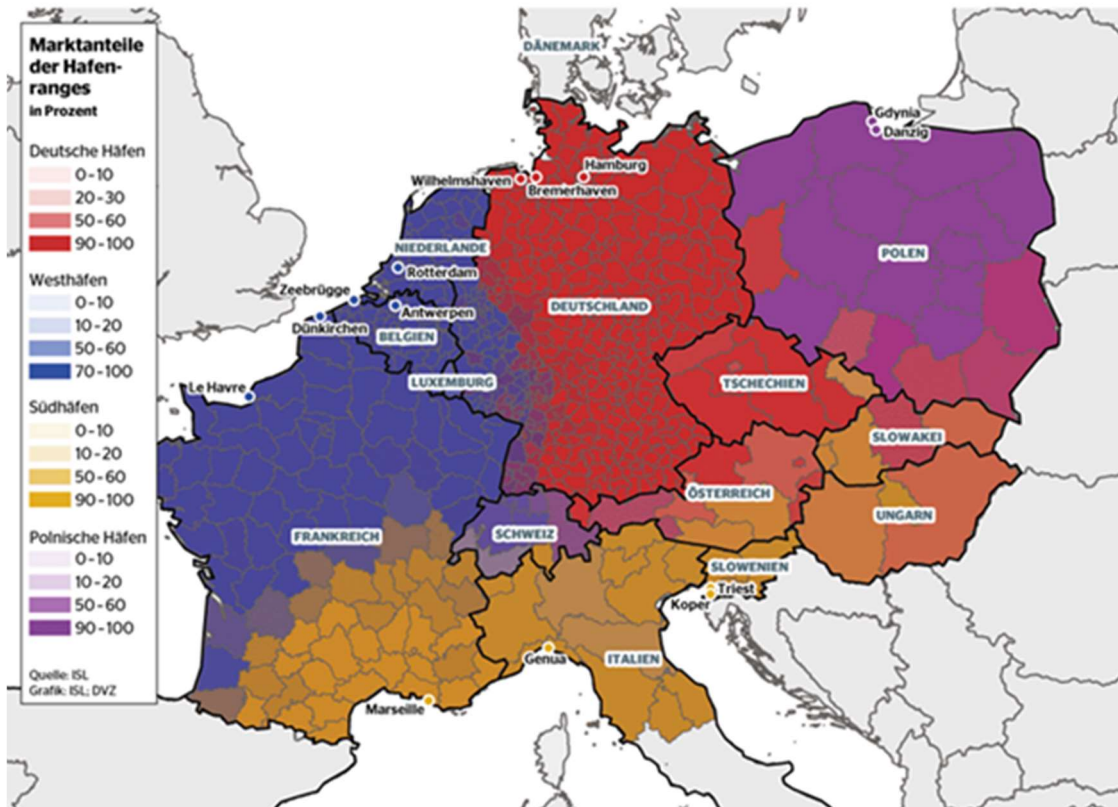 Marktanteile
der Hafen-
ranges
in Prozent
Deutsche Häfen
0-10
20-30
50-60
90-100
Westhäfen
0-10
10-20
50-60
70-100
Südhäfen
0-10
10-20
50-60
90-100
Polnische Häfen
0-10
10-20
50-60
90-100
Quelle: ISL
Grafik: ISL; DVZ
DÄNEMARK
Gdynia
Danzig
Hamburg
Wilhelmshaven
Bremerhaven
NIEDERLANDE
POLEN
Rotterdam
Zeebrügge
DEUTSCHLAND
Antwerpen
Dünkirchen
BELGIEN
Le Havre
LUXEMBURG
TSCHECHIEN
SLOWAKEI
ÖSTERREICH
UNGARN
FRANKREICH
SCHWEIZ
SLOWENIEN
Triest
Koper
Genua
ITALIEN
Marseille